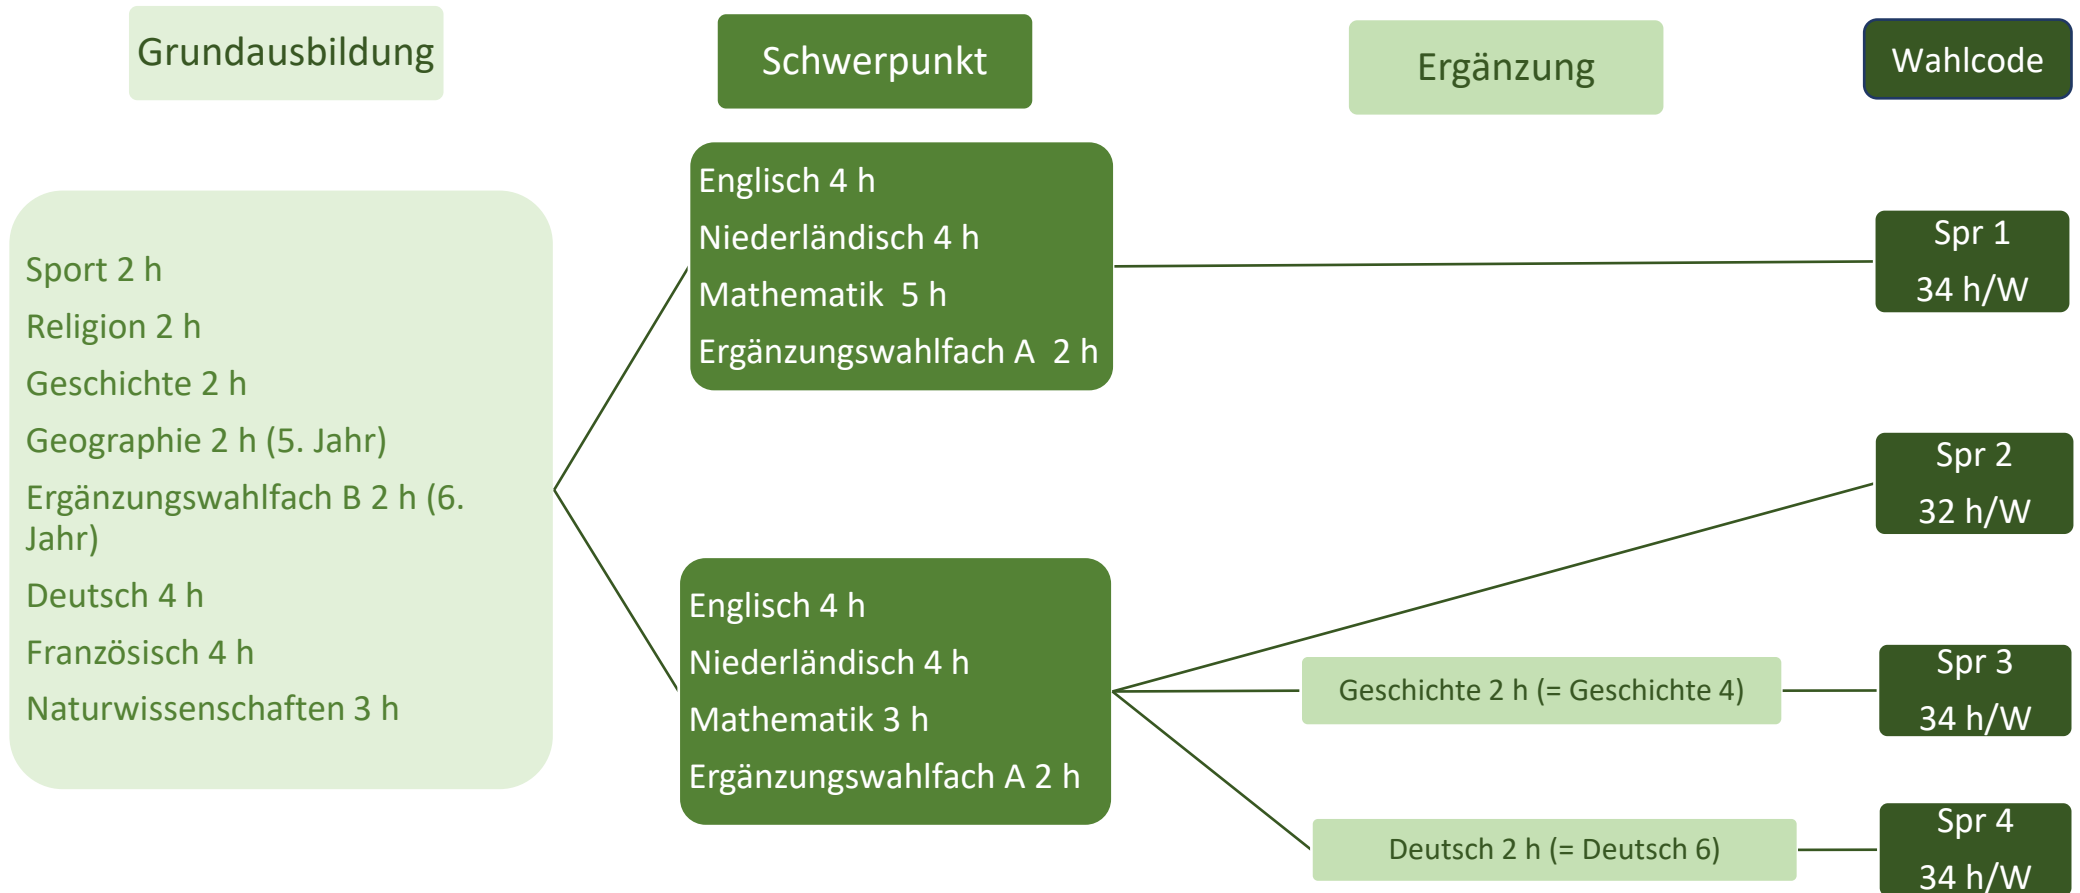 Grundausbildung
Schwerpunkt
Ergänzung
Wahlcode
Sport 2 h
Religion 2 h
Geschichte 2 h
Geographie 2 h (5. Jahr)
Ergänzungswahlfach B 2 h (6.
Jahr)
Deutsch 4 h
Französisch 4 h
Naturwissenschaften 3 h
Englisch 4 h
Niederländisch 4 h
Mathematik  5 h
Ergänzungswahlfach A  2 h
Englisch 4 h
Niederländisch 4 h
Mathematik 3 h
Ergänzungswahlfach A 2 h
Geschichte 2 h (= Geschichte 4)
Deutsch 2 h (= Deutsch 6)
Spr 1
34 h/W
Spr 2
32 h/W
Spr 3
34 h/W
Spr 4
34 h/W